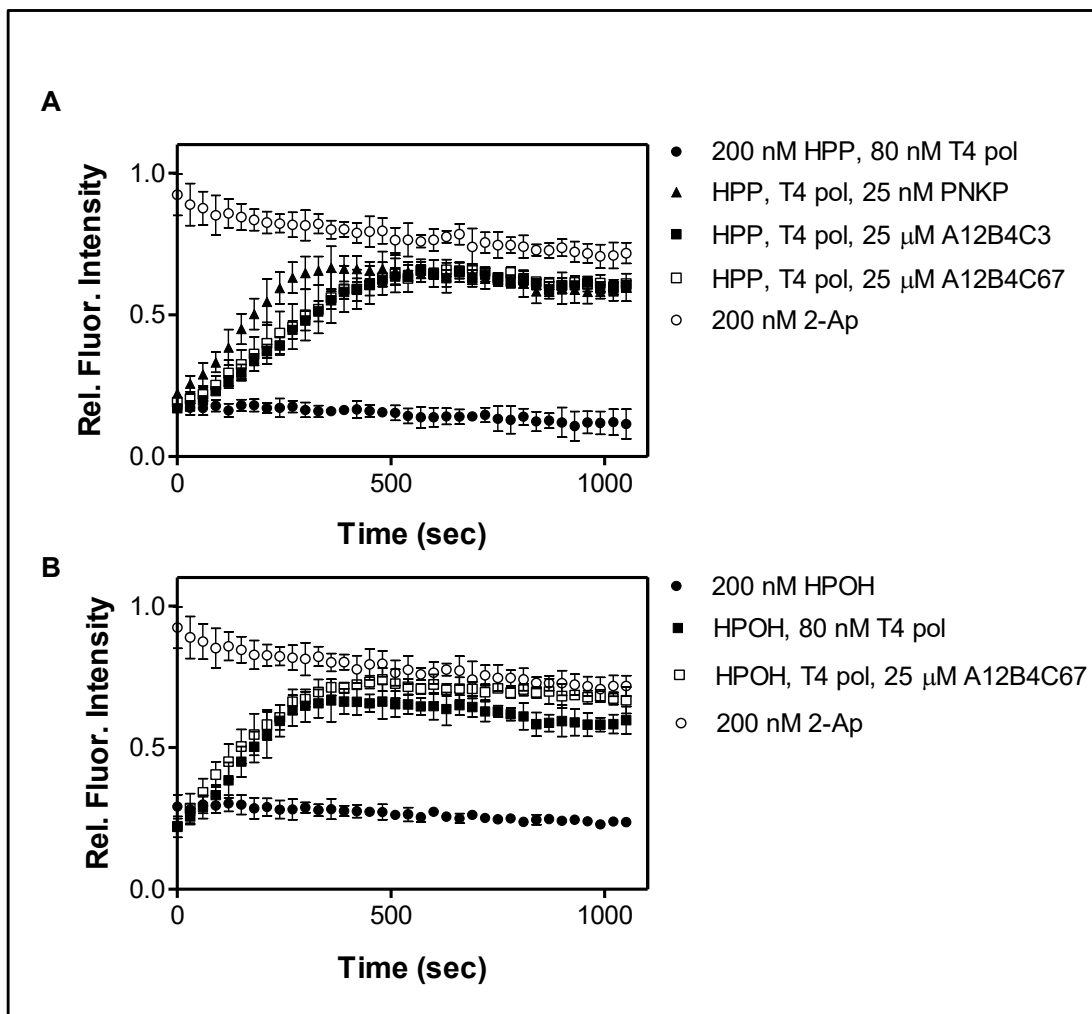 A
Rel. Fluor. Intensity
1.0
0.5
0.0
0
500
1000
Time (sec)
200 nM HPP, 80 nM T4 pol
HPP, T4 pol, 25 nM PNKP
HPP, T4 pol, 25 μM A12B4C3
HPP, T4 pol, 25 μM A12B4C67
200 nM 2-Ap
B
Rel. Fluor. Intensity
1.0
0.5
0.0
0
500
1000
Time (sec)
200 nM HPOH
HPOH, 80 nM T4 pol
HPOH, T4 pol, 25 μM A12B4C67
200 nM 2-Ap